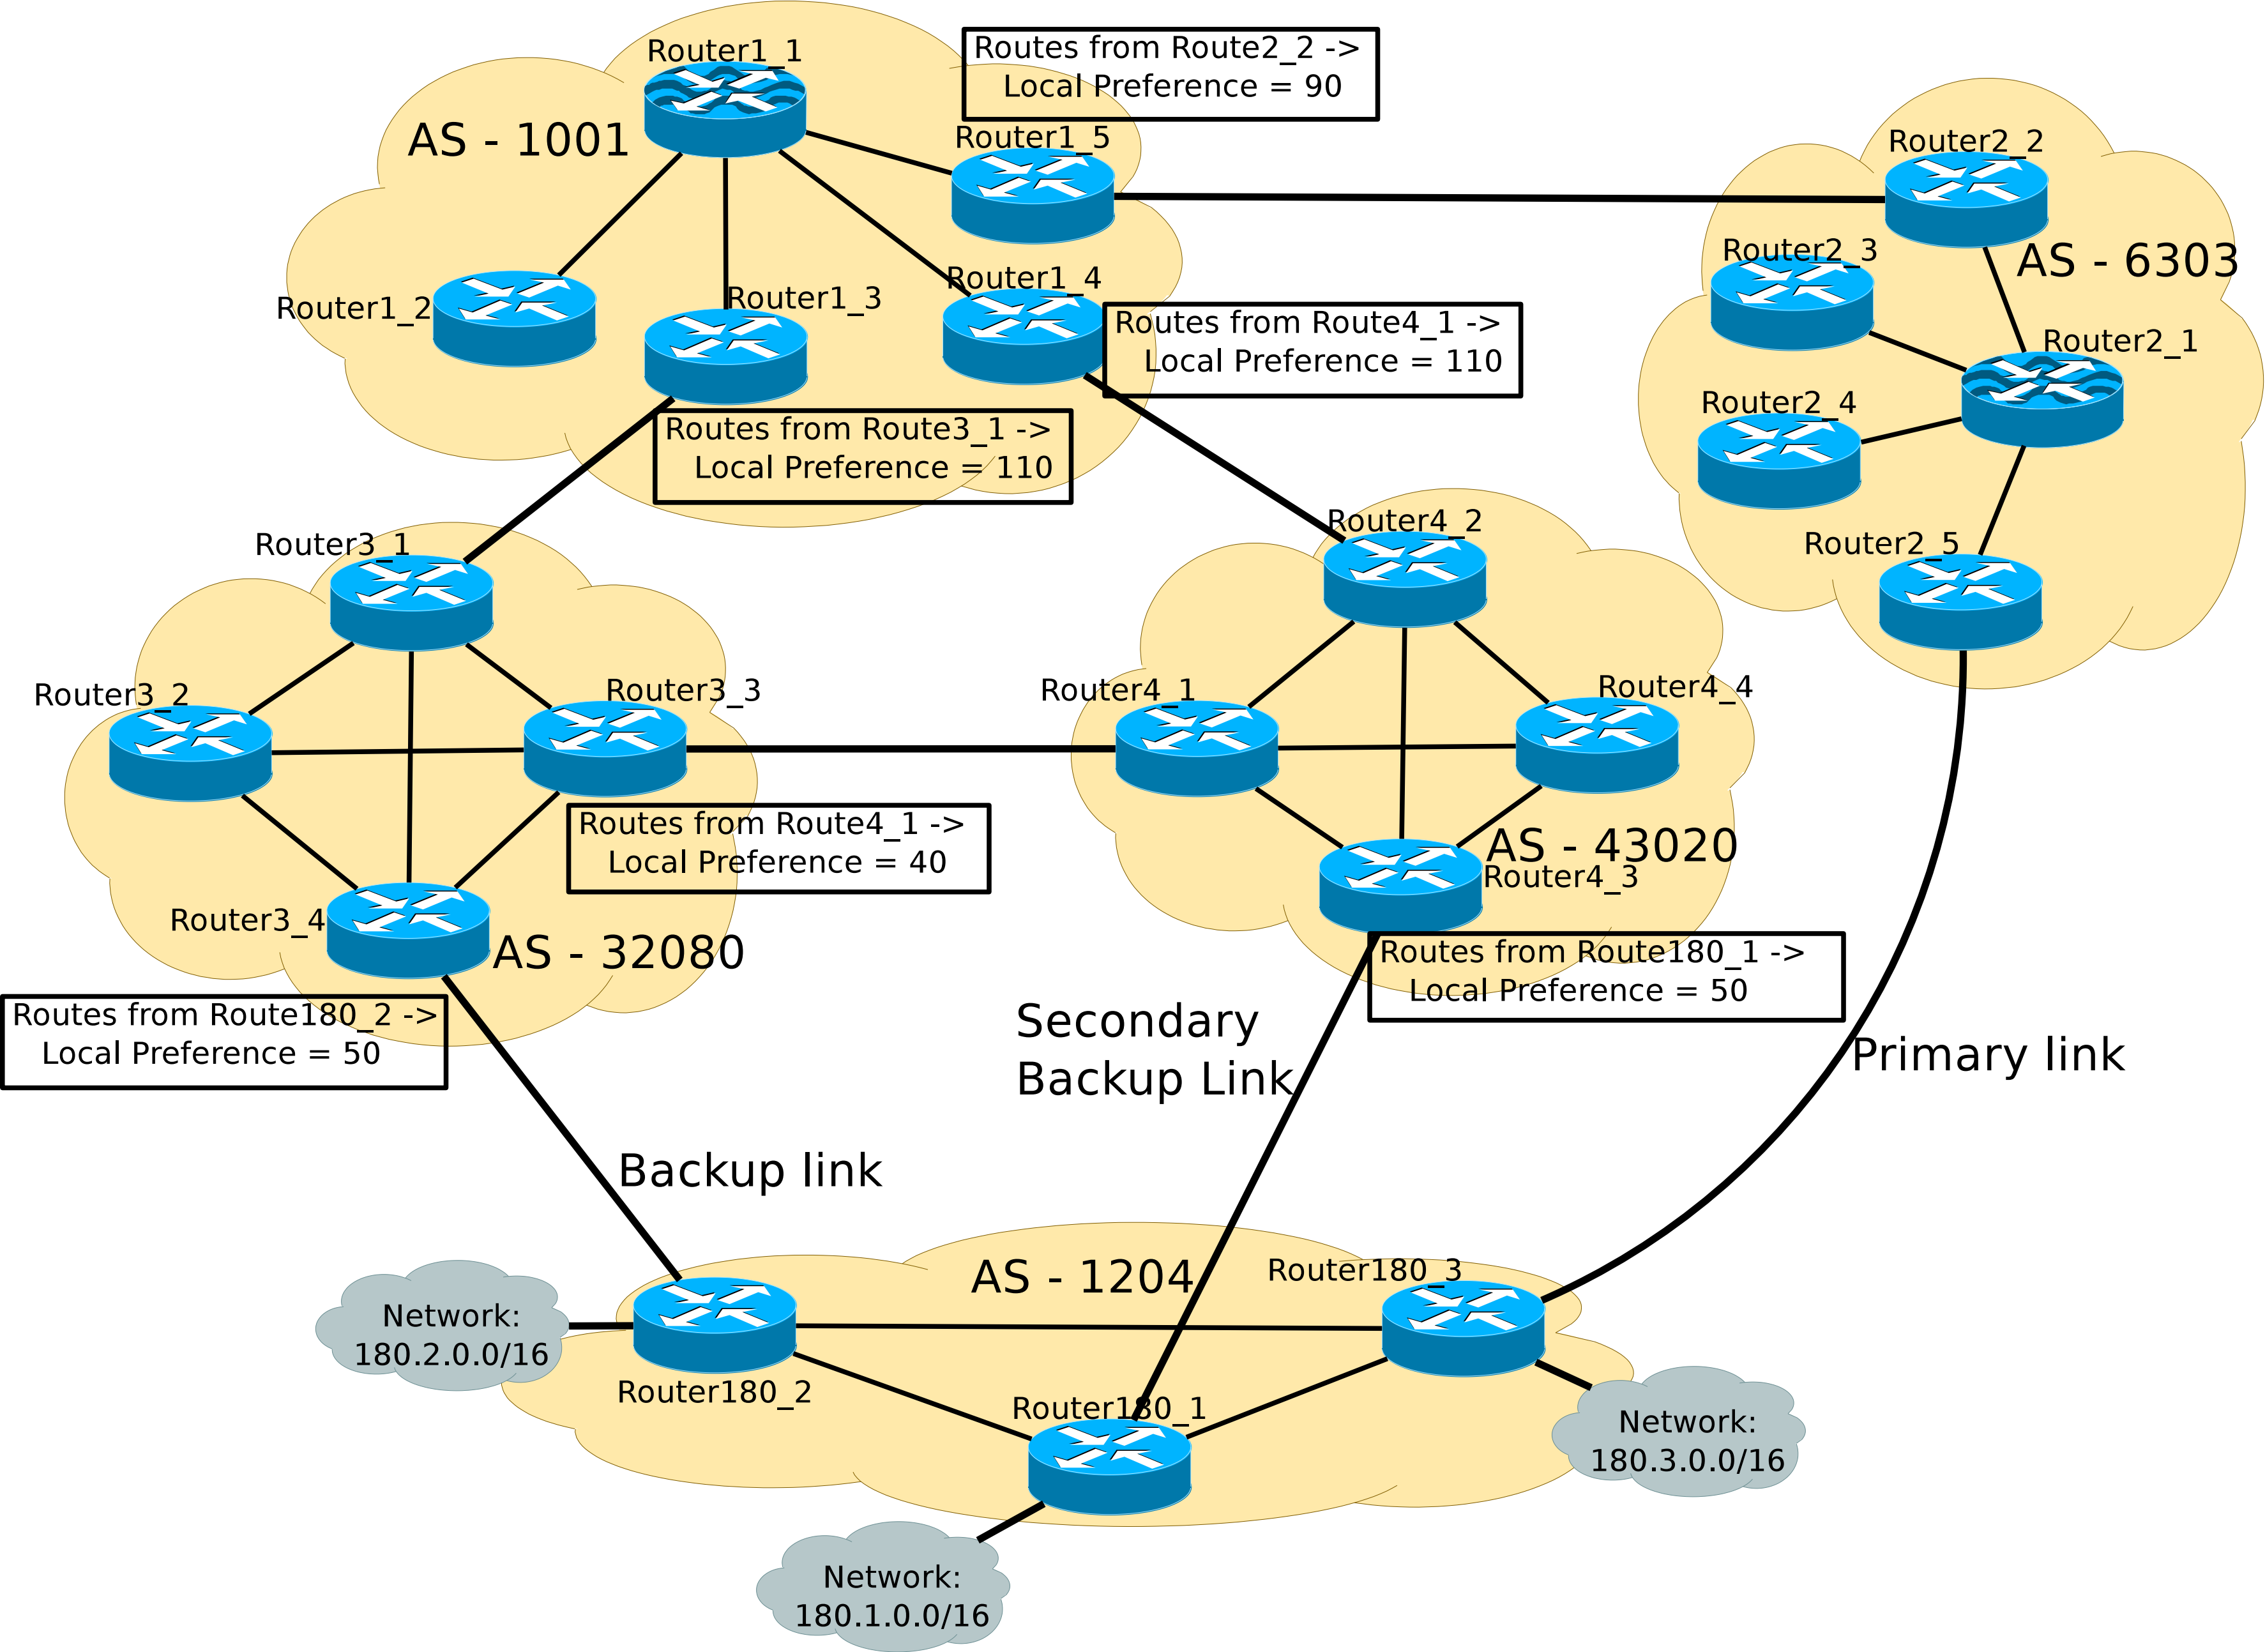 Router1_1
Routes from Route2_2 ->
Local Preference = 90
AS - 1001
Router1_5
Router2_2
Router2_3
AS - 6303
Router1_2
Router1_3
Router1_4
Routes from Route4_1 ->
Local Preference = 110
Router2_1
Router2_4
Routes from Route3_1 ->
Local Preference = 110
Router3_1
Router4_2
Router2_5
Router3_2
Router3_3
Router4_1
Router4_4
Routes from Route4_1 ->
Local Preference = 40
AS - 43020
Router4_3
Router3_4
AS - 32080
Routes from Route180_1 ->
Local Preference = 50
Routes from Route180_2 ->
Local Preference = 50
Secondary
Backup Link
Primary link
Backup link
AS - 1204
Router180_3
Network:
180.2.0.0/16
Router180_2
Router180_1
Network:
180.3.0.0/16
Network:
180.1.0.0/16